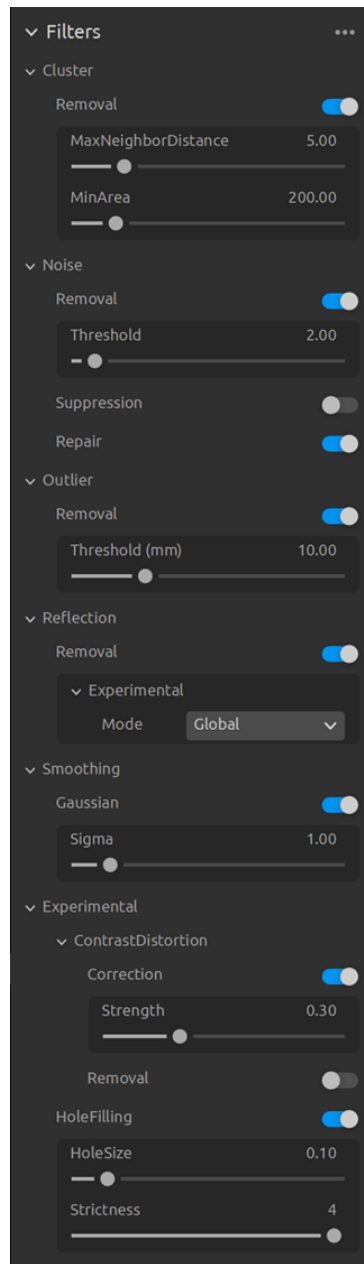 Filters
Cluster
Removal
MaxNeighborDistance 5.00
MinArea 200.00
Noise
Removal
Threshold 2.00
Suppression
Repair
Outlier
Removal
Threshold (mm) 10.00
Reflection
Removal
Experimental
Mode Global
Smoothing
Gaussian
Sigma 1.00
Experimental
ContrastDistortion
Correction
Strength 0.30
Removal
HoleFilling
HoleSize 0.10
Strictness 4